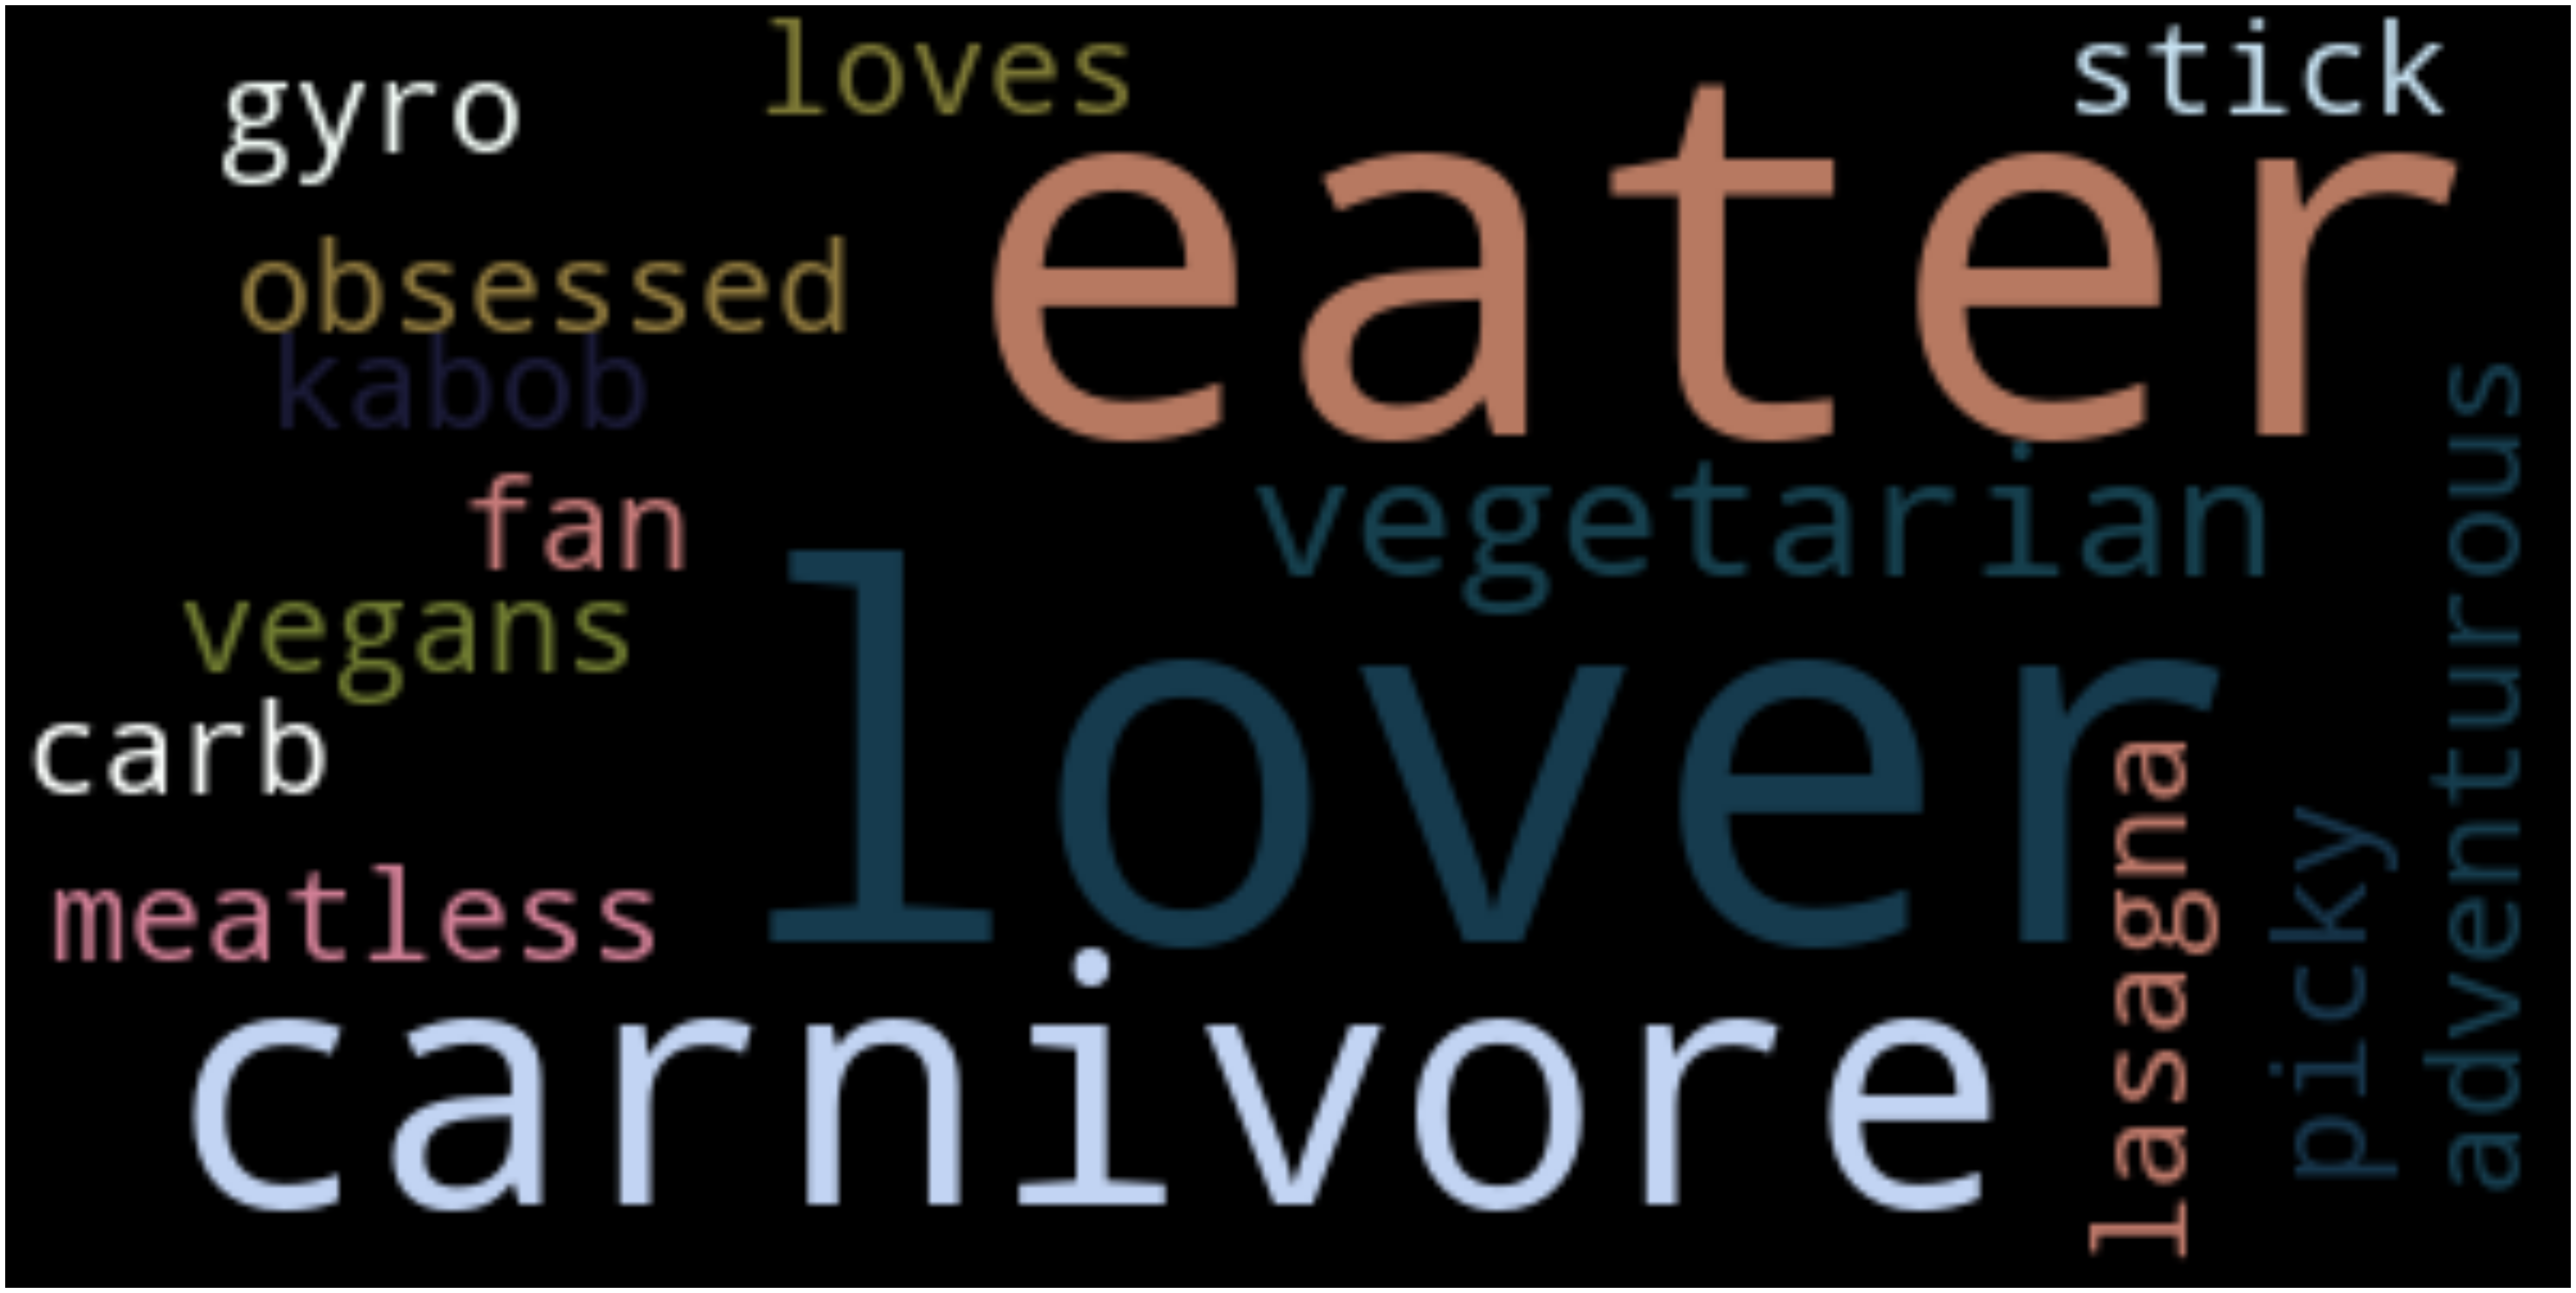 loves
stick
gyro
eater
obsessed
kabob
fan
vegetarian
adventurous
vegans
lover
carb
lasagna
picky
meatless
carnivore